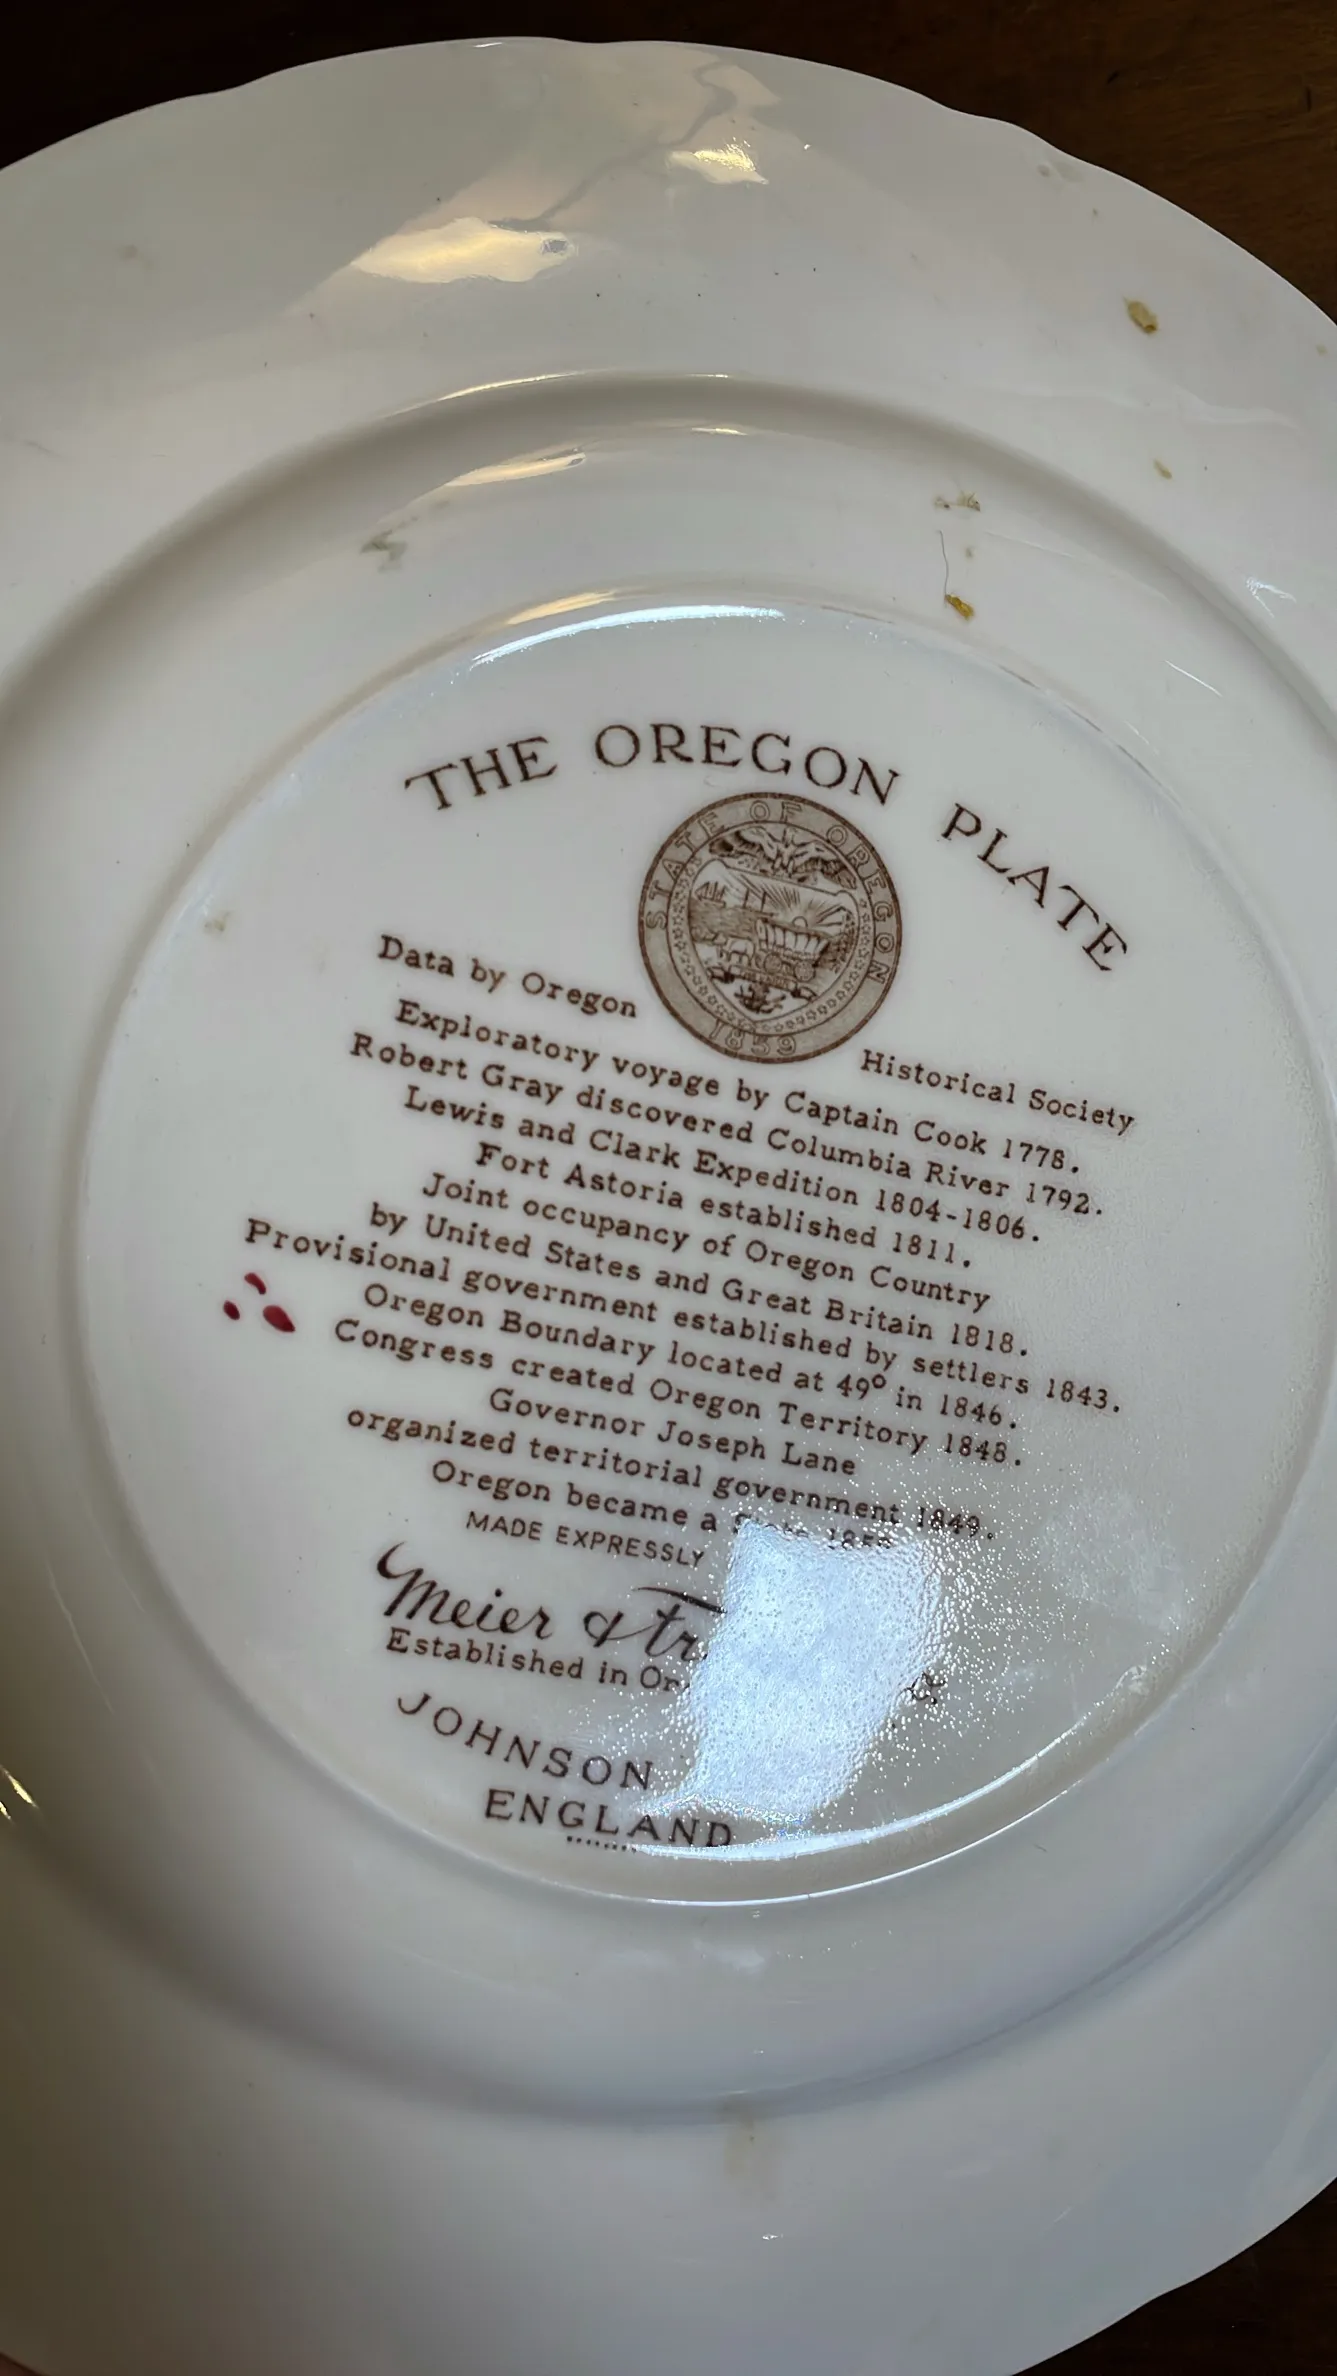 THE OREGON PLATE
STATE OF OREGON
1859
Data by Oregon Historical Society
Exploratory voyage by Captain Cook 1778.
Robert Gray discovered Columbia River 1792.
Lewis and Clark Expedition 1804-1806.
Fort Astoria established 1811.
Joint occupancy of Oregon Country
by United States and Great Britain 1818.
Provisional government established by settlers 1843.
Oregon Boundary located at 49° in 1846.
Congress created Oregon Territory 1848.
Governor Joseph Lane
organized territorial government 1849.
Oregon became a State 1859
MADE EXPRESSLY
Meier &
Established in
JOHNSON
ENGLAND